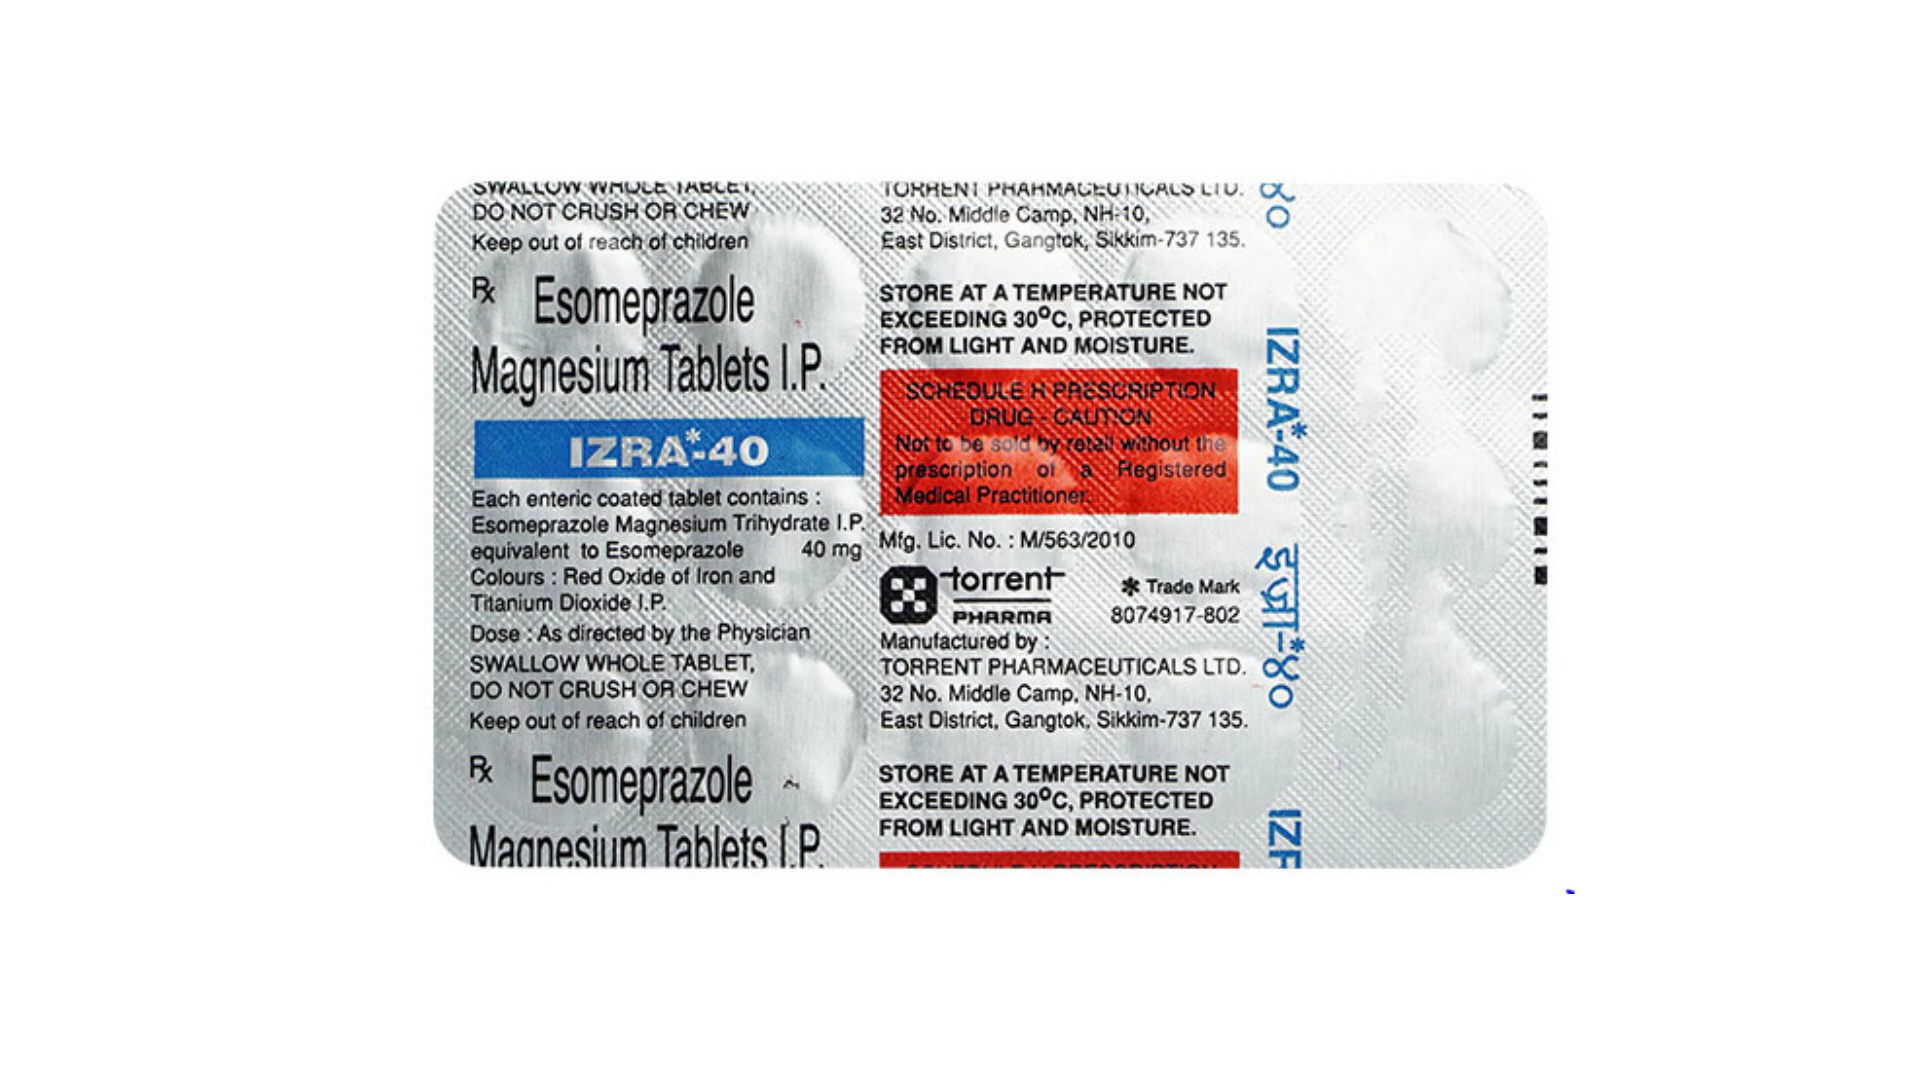 SWALLOW WHOLE TABLET,
DO NOT CRUSH OR CHEW
Keep out of reach of children
Rx Esomeprazole
Magnesium Tablets I.P.
IZRA*-40
Each enteric coated tablet contains :
Esomeprazole Magnesium Trihydrate I.P.
equivalent to Esomeprazole 40 mg
Colours : Red Oxide of Iron and
Titanium Dioxide I.P.
Dose : As directed by the Physician
SWALLOW WHOLE TABLET,
DO NOT CRUSH OR CHEW
Keep out of reach of children
Rx Esomeprazole
Magnesium Tablets I.P.
TORRENT PHARMACEUTICALS LTD.
32 No. Middle Camp, NH-10,
East District, Gangtok, Sikkim-737 135.
STORE AT A TEMPERATURE NOT
EXCEEDING 30°C, PROTECTED
FROM LIGHT AND MOISTURE.
SCHEDULE H PRESCRIPTION
DRUG - CAUTION
Not to be sold by retail without the
prescription of a Registered
Medical Practitioner.
Mfg. Lic. No. : M/563/2010
torrent
PHARMA
* Trade Mark
8074917-802
Manufactured by :
TORRENT PHARMACEUTICALS LTD.
32 No. Middle Camp, NH-10,
East District, Gangtok, Sikkim-737 135.
STORE AT A TEMPERATURE NOT
EXCEEDING 30°C, PROTECTED
FROM LIGHT AND MOISTURE.
SCHEDULE H PRESCRIPTION
४०
IZRA*-40
इज़्रा*-४०
IZR